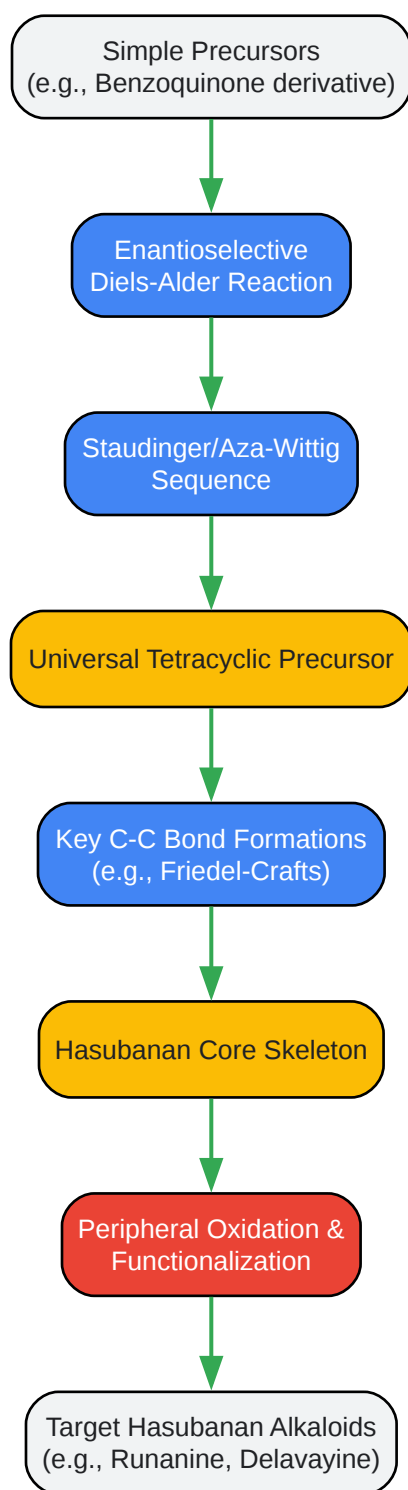 Simple Precursors
(e.g., Benzoquinone derivative)
Enantioselective
Diels-Alder Reaction
Staudinger/Aza-Wittig
Sequence
Universal Tetracyclic Precursor
Key C-C Bond Formations
(e.g., Friedel-Crafts)
Hasubanan Core Skeleton
Peripheral Oxidation &
Functionalization
Target Hasubanan Alkaloids
(e.g., Runanine, Delavayine)